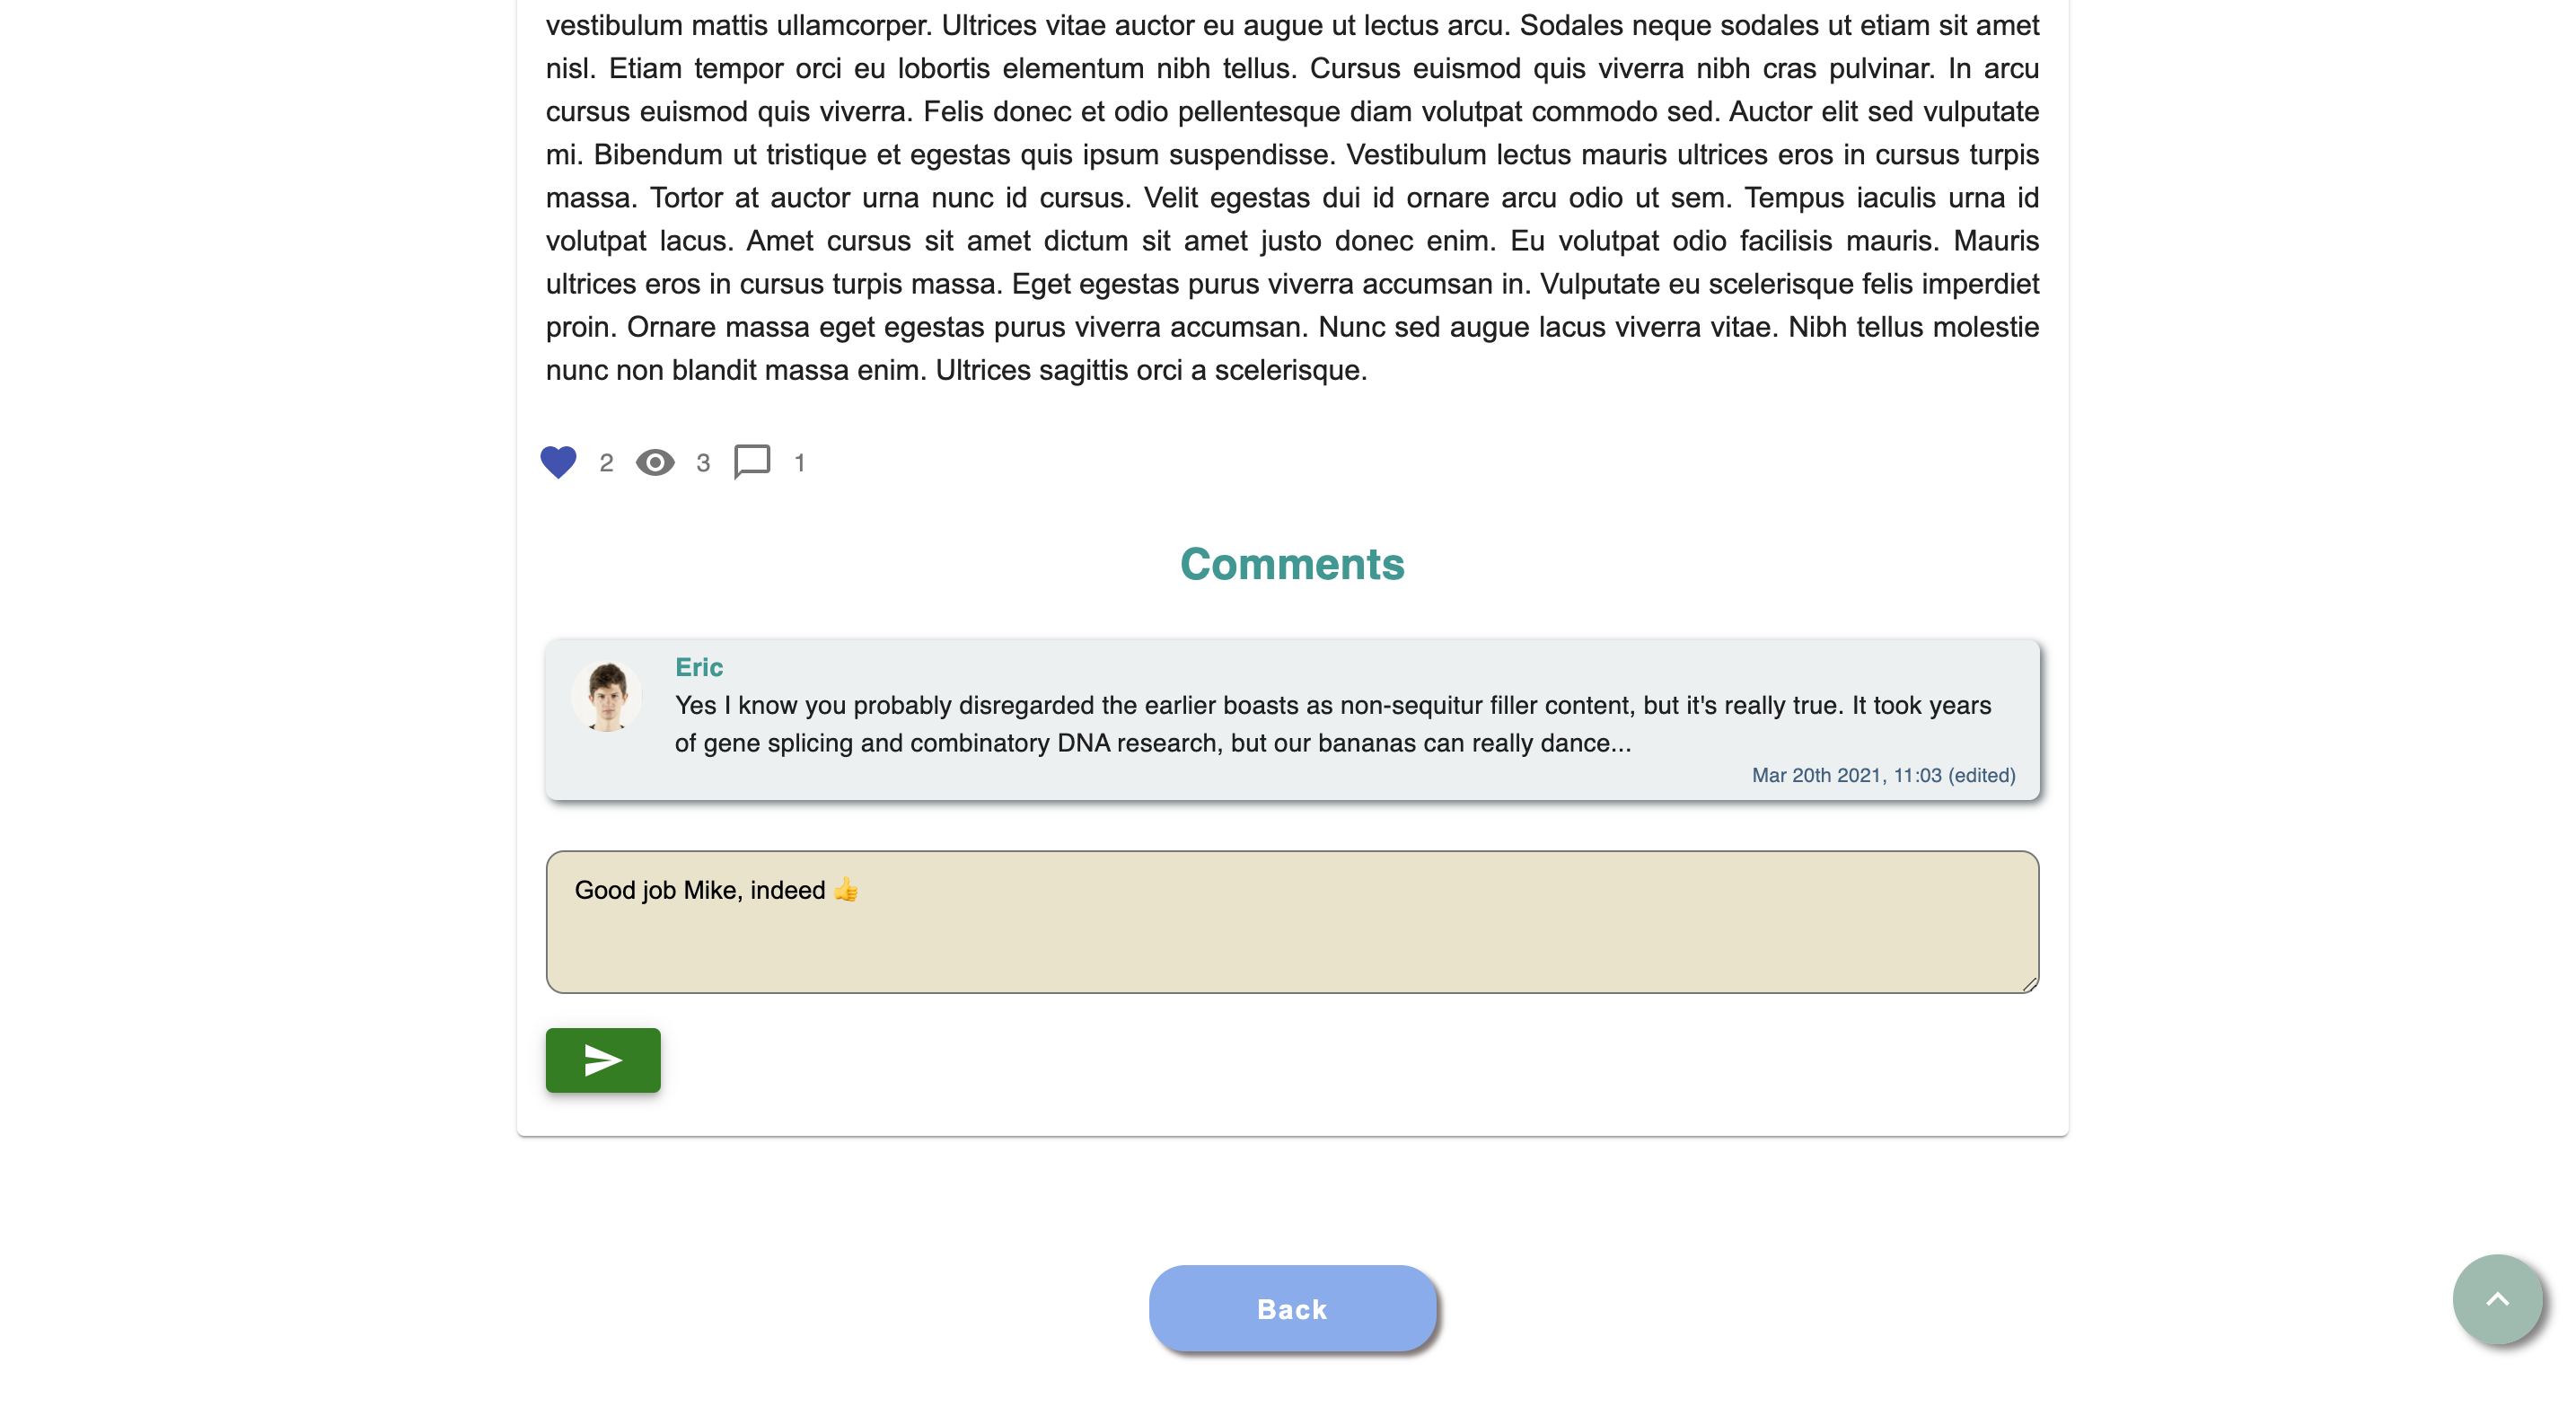 vestibulum mattis ullamcorper. Ultrices vitae auctor eu augue ut lectus arcu. Sodales neque sodales ut etiam sit amet
nisl. Etiam tempor orci eu lobortis elementum nibh tellus. Cursus euismod quis viverra nibh cras pulvinar. In arcu
cursus euismod quis viverra. Felis donec et odio pellentesque diam volutpat commodo sed. Auctor elit sed vulputate
mi. Bibendum ut tristique et egestas quis ipsum suspendisse. Vestibulum lectus mauris ultrices eros in cursus turpis
massa. Tortor at auctor urna nunc id cursus. Velit egestas dui id ornare arcu odio ut sem. Tempus iaculis urna id
volutpat lacus. Amet cursus sit amet dictum sit amet justo donec enim. Eu volutpat odio facilisis mauris. Mauris
ultrices eros in cursus turpis massa. Eget egestas purus viverra accumsan in. Vulputate eu scelerisque felis imperdiet
proin. Ornare massa eget egestas purus viverra accumsan. Nunc sed augue lacus viverra vitae. Nibh tellus molestie
nunc non blandit massa enim. Ultrices sagittis orci a scelerisque.
2 3 1
Comments
Eric
Yes I know you probably disregarded the earlier boasts as non-sequitur filler content, but it's really true. It took years
of gene splicing and combinatory DNA research, but our bananas can really dance...
Mar 20th 2021, 11:03 (edited)
Good job Mike, indeed 👍
Back